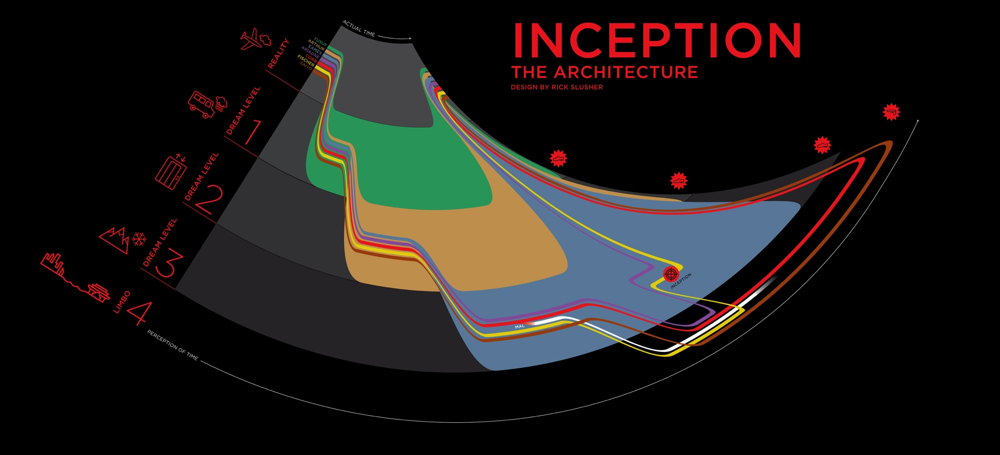 INCEPTION
THE ARCHITECTURE
DESIGN BY RICK SLUSHER
ACTUAL TIME
YUSUF
ARTHUR
EAMES
ARIADNE
COBB
FISCHER
SAITO
REALITY
DREAM LEVEL
1
DREAM LEVEL
2
DREAM LEVEL
3
LIMBO
4
PERCEPTION OF TIME
MAL
INCEPTION